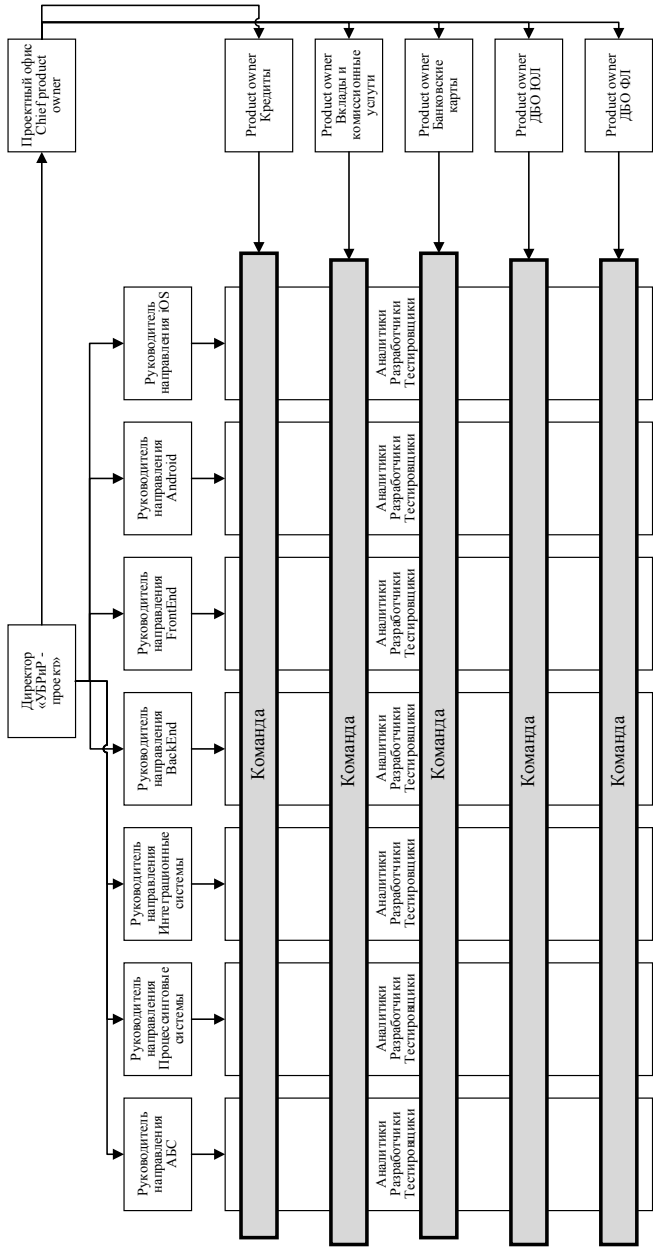 Директор
«УБРиР -
проект»
Проектный офис
Chief product
owner
Руководитель
направления
АБС
Руководитель
направления
Процессинговые
системы
Руководитель
направления
Интеграционные
системы
Руководитель
направления
BackEnd
Руководитель
направления
FrontEnd
Руководитель
направления
Android
Руководитель
направления iOS
Product owner
Кредиты
Product owner
Вклады и
комиссионные
услуги
Product owner
Банковские
карты
Product owner
ДБО ЮЛ
Product owner
ДБО ФЛ
Команда
Команда
Аналитики
Разработчики
Тестировщики
Аналитики
Разработчики
Тестировщики
Аналитики
Разработчики
Тестировщики
Аналитики
Разработчики
Тестировщики
Аналитики
Разработчики
Тестировщики
Аналитики
Разработчики
Тестировщики
Аналитики
Разработчики
Тестировщики
Команда
Команда
Команда